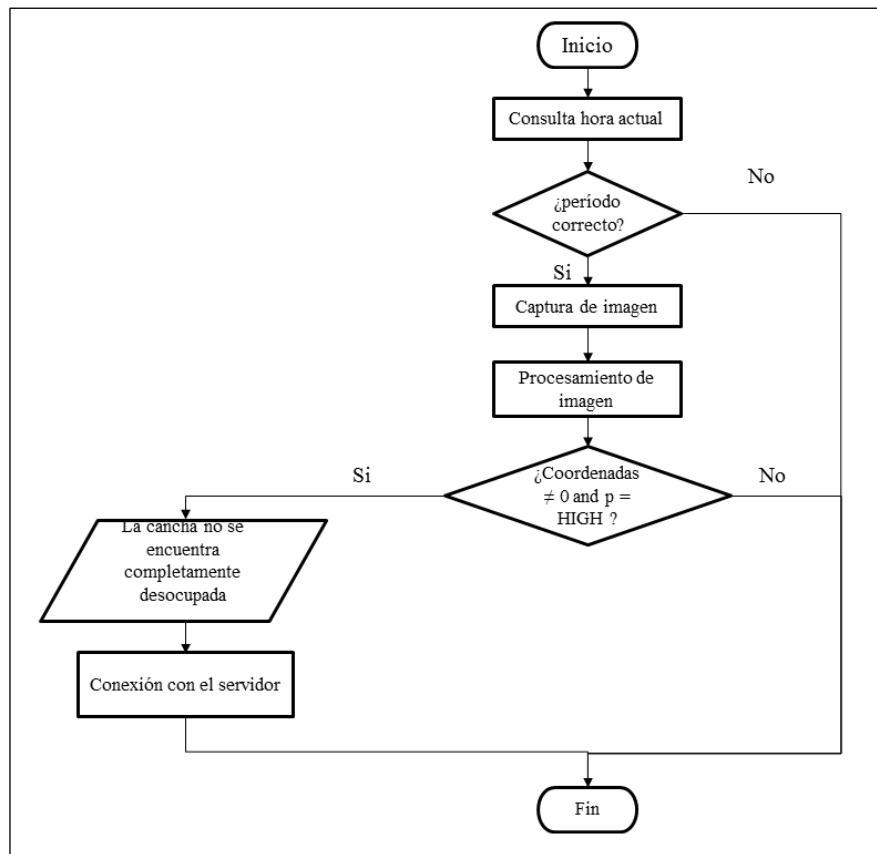 Inicio
Consulta hora actual
No
¿período
correcto?
Si
Captura de imagen
Procesamiento de
imagen
Si
¿Coordenadas
≠ 0 and p =
HIGH ?
No
La cancha no se
encuentra
completamente
desocupada
Conexión con el servidor
Fin